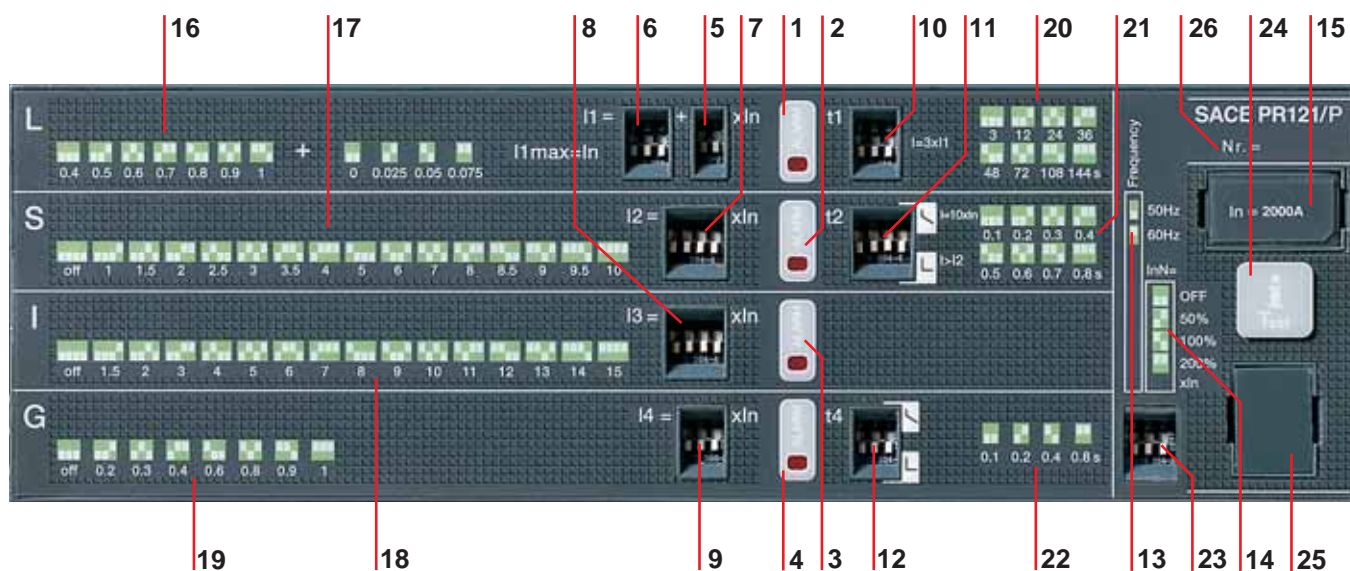 16 17 8 6 5 7 1 2 10 11 20 21 26 24 15
L
I1 = + xIn t1
I1max=In
I=3xI1
0.4 0.5 0.6 0.7 0.8 0.9 1 + 0 0.025 0.05 0.075
3 12 24 36
48 72 108 144 s
S
I2= xIn t2
I=10xIn
I>I2
off 1 1.5 2 2.5 3 3.5 4 5 6 7 8 8.5 9 9.5 10
0.1 0.2 0.3 0.4
0.5 0.6 0.7 0.8 s
I
I3 = xIn
off 1.5 2 3 4 5 6 7 8 9 10 11 12 13 14 15
G
I4 = xIn t4
off 0.2 0.3 0.4 0.6 0.8 0.9 1
0.1 0.2 0.4 0.8 s
Frequency
50Hz
60Hz
InN=
OFF
50%
100%
200%
xIn
SACE PR121/P
Nr.=
In = 2000A
Test
19 18 9 4 3 12 22 13 23 14 25